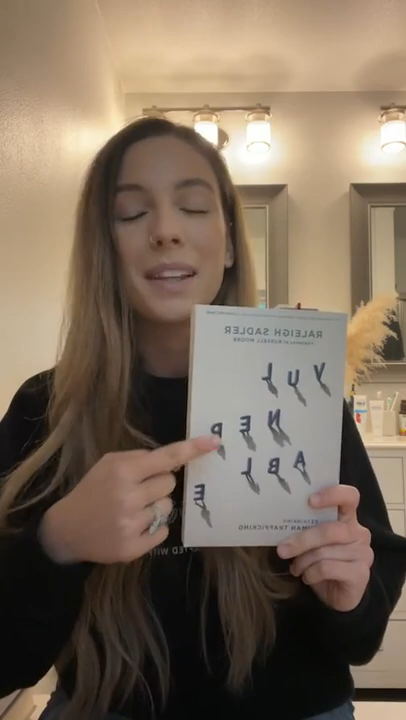 RALEIGH SADLER
FOREWORD BY RUSSELL MOORE
VUL
NER
ABL
E
HUMAN TRAFFICKING